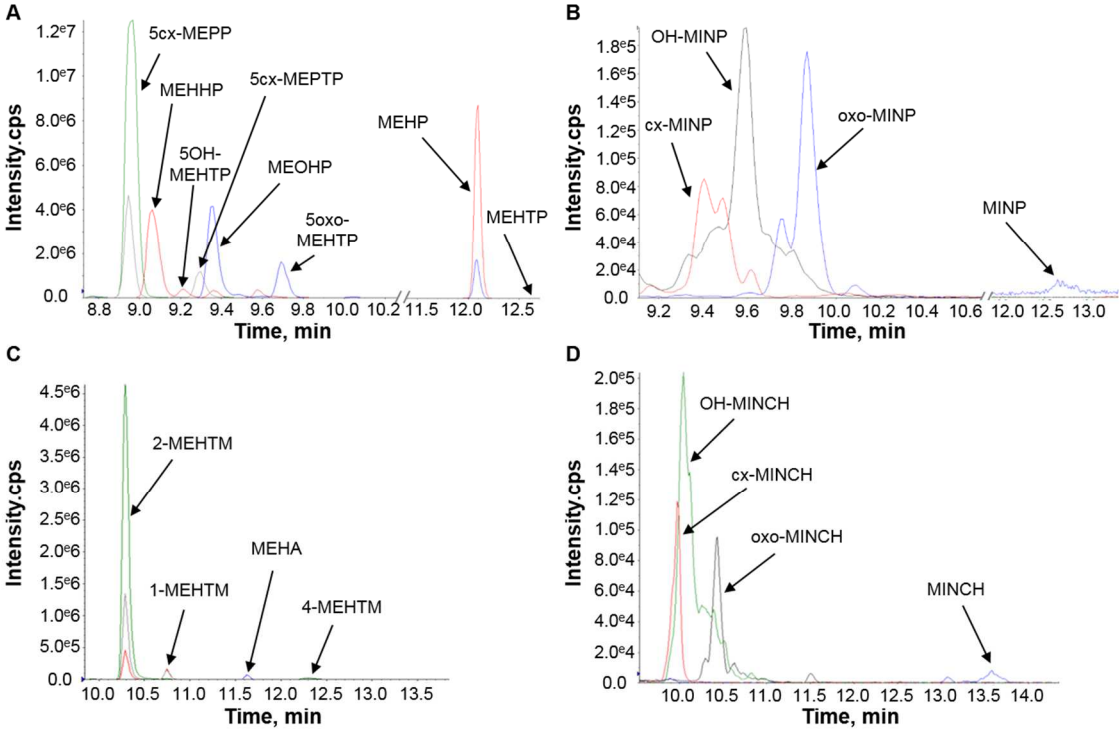 A
Intensity.cps
1.2e7
1.0e7
8.0e6
6.0e6
4.0e6
2.0e6
0.0
5cx-MEPP
MEHHP
5cx-MEPTP
5OH-
MEHTP
MEOHP
5oxo-
MEHTP
MEHP
MEHTP
8.8 9.0 9.2 9.4 9.6 9.8 10.0 10.2 11.5 12.0 12.5
Time, min
B
Intensity.cps
1.8e5
1.6e5
1.4e5
1.2e5
1.0e5
8.0e4
6.0e4
4.0e4
2.0e4
0.0
OH-MINP
cx-MINP
oxo-MINP
MINP
9.2 9.4 9.6 9.8 10.0 10.2 10.4 10.6 12.0 12.5 13.0
Time, min
C
Intensity.cps
4.5e6
4.0e6
3.5e6
3.0e6
2.5e6
2.0e6
1.5e6
1.0e6
5.0e5
0.0
2-MEHTM
1-MEHTM
MEHA
4-MEHTM
10.0 10.5 11.0 11.5 12.0 12.5 13.0 13.5
Time, min
D
Intensity.cps
2.0e5
1.8e5
1.6e5
1.4e5
1.2e5
1.0e5
8.0e4
6.0e4
4.0e4
2.0e4
0.0
OH-MINCH
cx-MINCH
oxo-MINCH
MINCH
10.0 10.5 11.0 11.5 12.0 12.5 13.0 13.5 14.0
Time, min